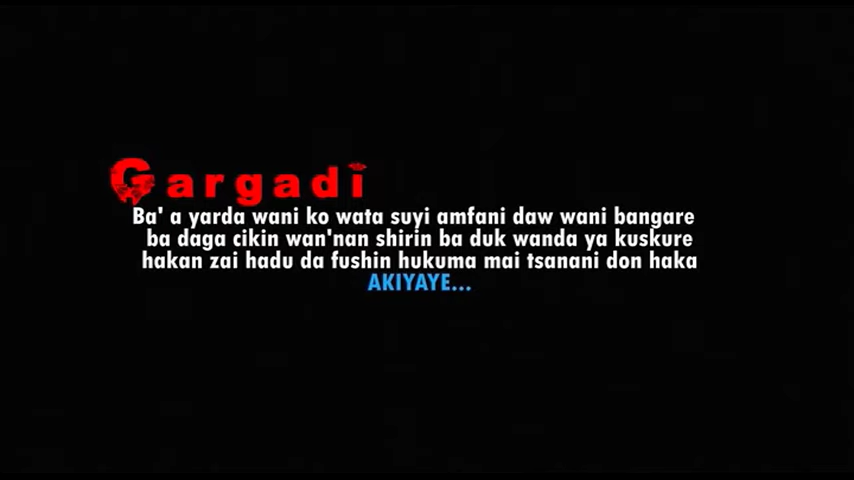 Gargadi
Ba' a yarda wani ko wata suyi amfani daw wani bangare
ba daga cikin wan'nan shirin ba duk wanda ya kuskure
hakan zai hadu da fushin hukuma mai tsanani don haka
AKIYAYE...